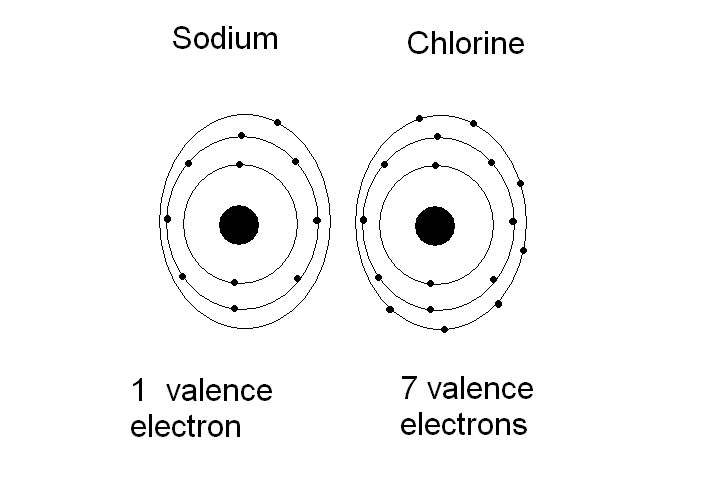 Sodium
Chlorine
1 valence
electron
7 valence
electrons